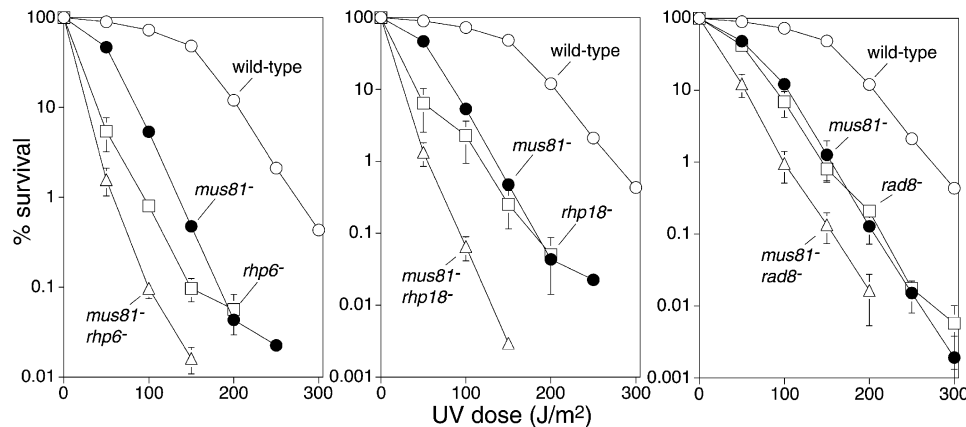 % survival
100
10
1
0.1
0.01
0
100
200
300
wild-type
mus81-
rhp6-
mus81-
rhp6-
100
10
1
0.1
0.01
0.001
0
100
200
300
wild-type
mus81-
rhp18-
mus81-
rhp18-
100
10
1
0.1
0.01
0.001
0
100
200
300
wild-type
mus81-
rad8-
mus81-
rad8-
UV dose (J/m²)